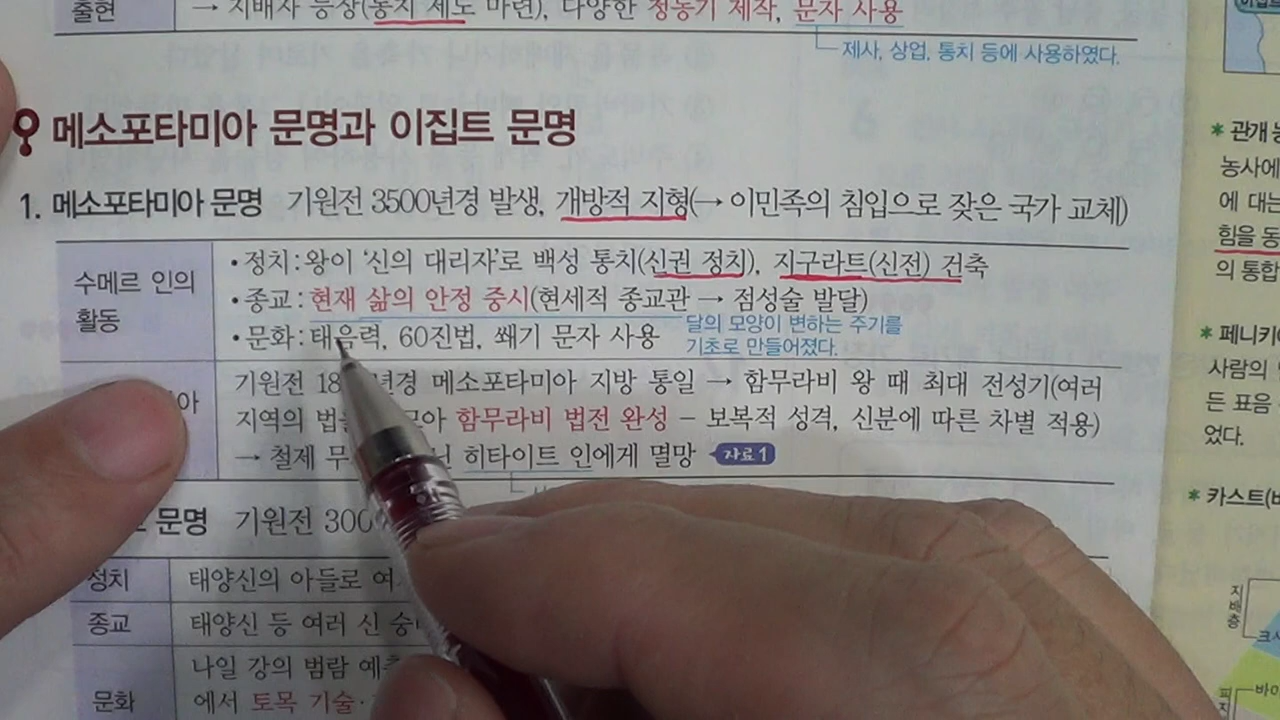 출현 → 지배자 등장(통치 제도 마련), 다양한 청동기 제작, 문자 사용
제사, 상업, 통치 등에 사용하였다.
메소포타미아 문명과 이집트 문명
1. 메소포타미아 문명 기원전 3500년경 발생, 개방적 지형(→ 이민족의 침입으로 잦은 국가 교체)
수메르 인의 활동
• 정치 : 왕이 '신의 대리자'로 백성 통치(신권 정치), 지구라트(신전) 건축
• 종교 : 현재 삶의 안정 중시(현세적 종교관 → 점성술 발달)
• 문화 : 태음력, 60진법, 쐐기 문자 사용
달의 모양이 변하는 주기를
기초로 만들어졌다.
기원전 18 년경 메소포타미아 지방 통일 → 함무라비 왕 때 최대 전성기(여러
지역의 법을 모아 함무라비 법전 완성 – 보복적 성격, 신분에 따른 차별 적용)
→ 철제 무 히타이트 인에게 멸망 자료 1
문명 기원전 300
정치 태양신의 아들로
종교 태양신 등 여러 신
문화
나일 강의 범람
에서 토목 기술·
* 관개
농사에
에 대
힘을 동
의 통합
* 페니키
사람의
든 표음
었다.
* 카스트(
지배층
크
바이